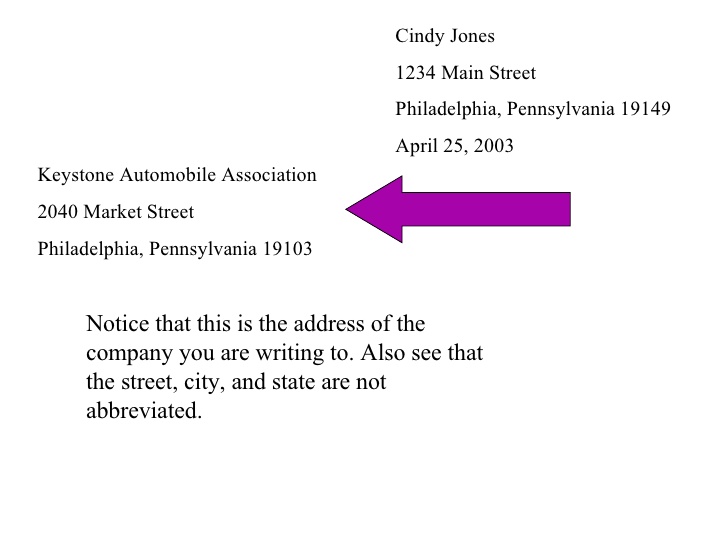 Cindy Jones
1234 Main Street
Philadelphia, Pennsylvania 19149
April 25, 2003
Keystone Automobile Association
2040 Market Street
Philadelphia, Pennsylvania 19103
Notice that this is the address of the
company you are writing to. Also see that
the street, city, and state are not
abbreviated.